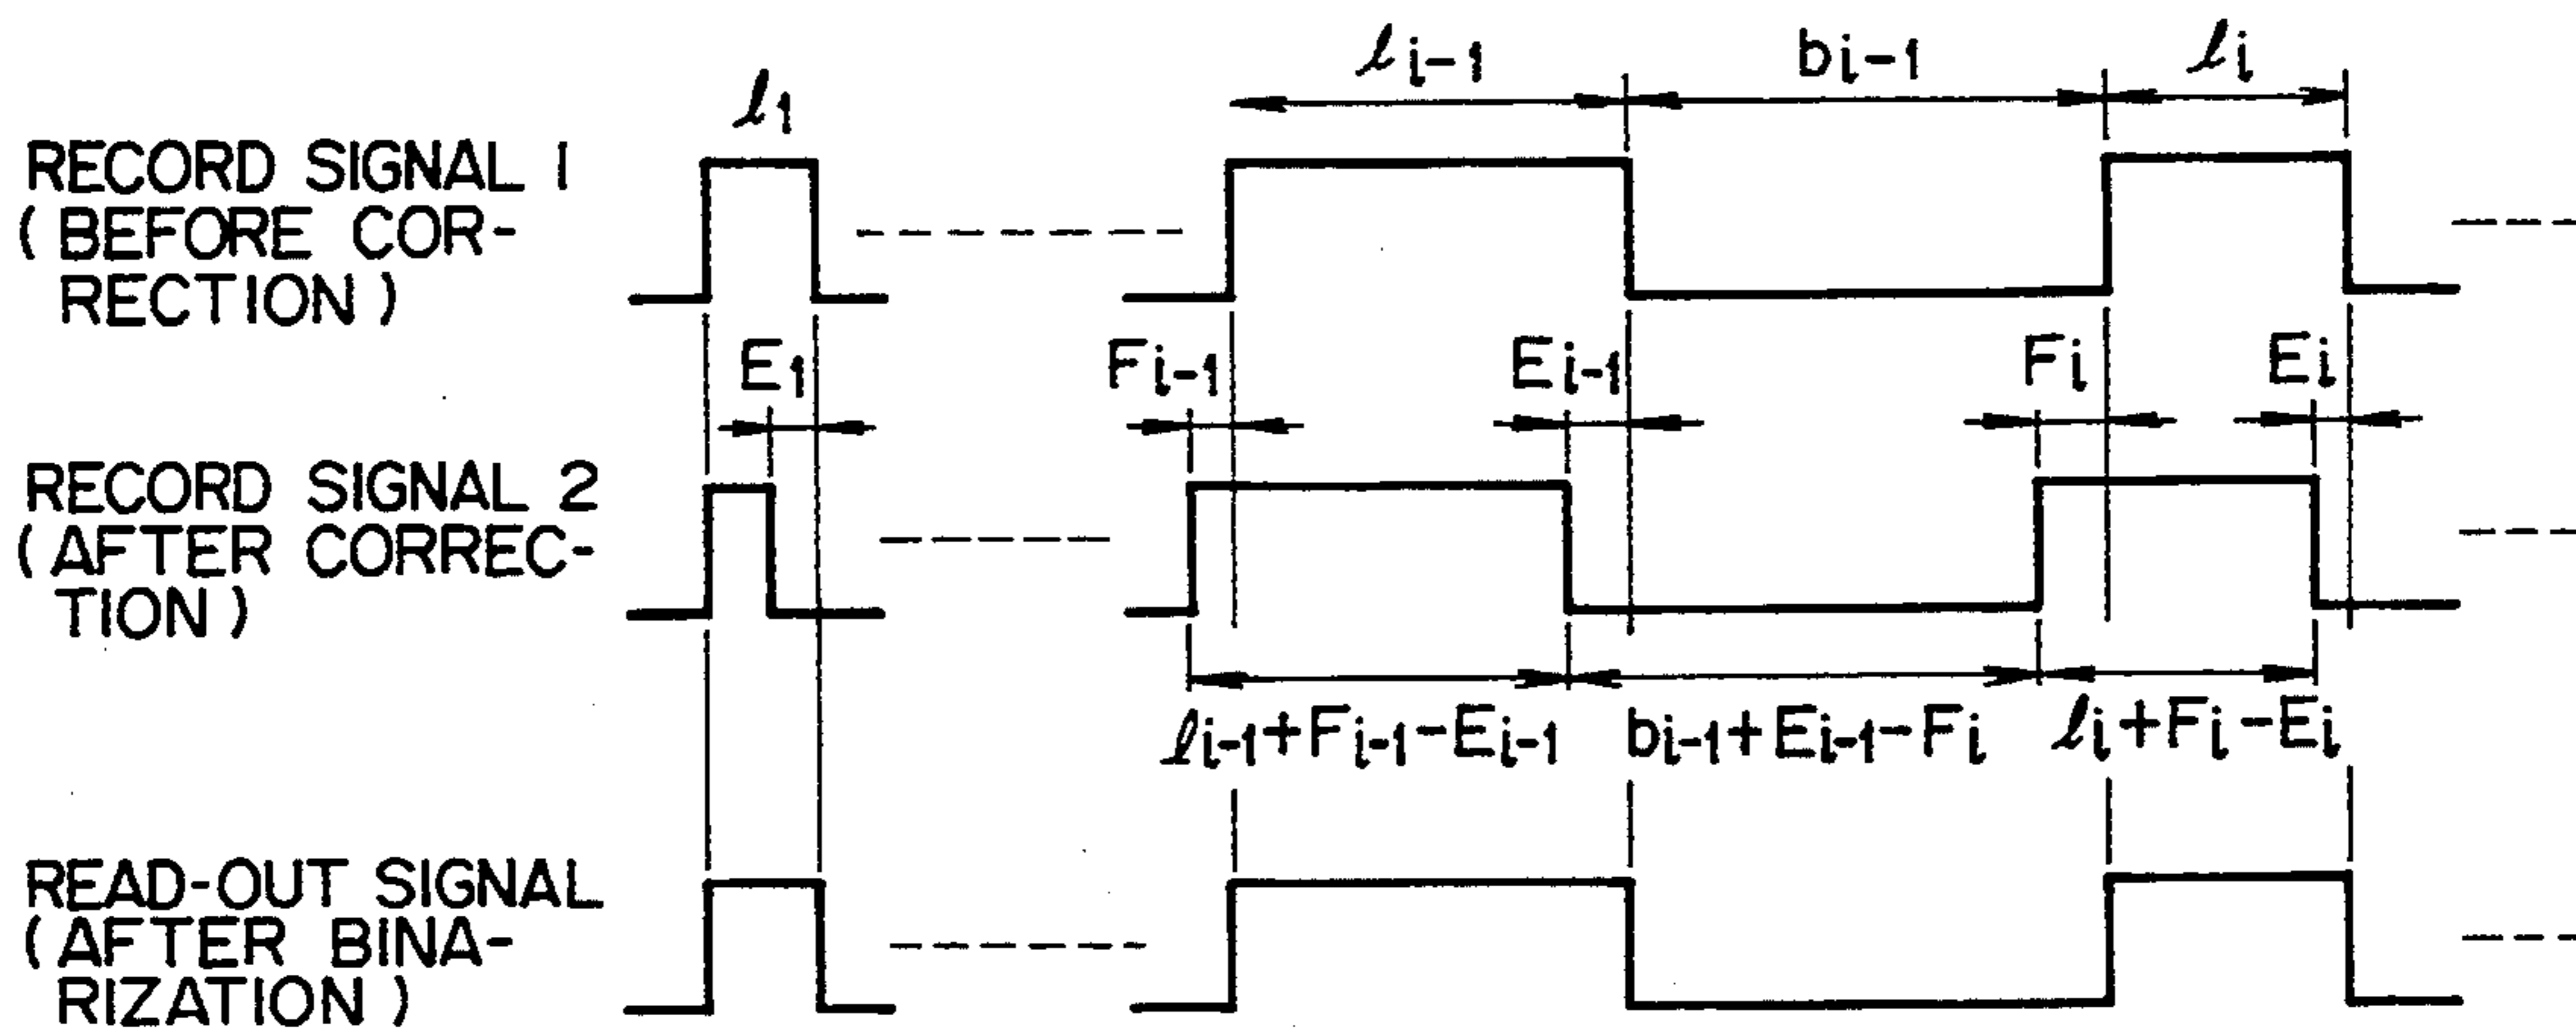 l1 li-1 bi-1 li
RECORD SIGNAL 1
(BEFORE COR-
RECTION)
E1 Fi-1 Ei-1 Fi Ei
RECORD SIGNAL 2
(AFTER CORREC-
TION)
li-1+Fi-1-Ei-1 bi-1+Ei-1-Fi li+Fi-Ei
READ-OUT SIGNAL
(AFTER BINA-
RIZATION)